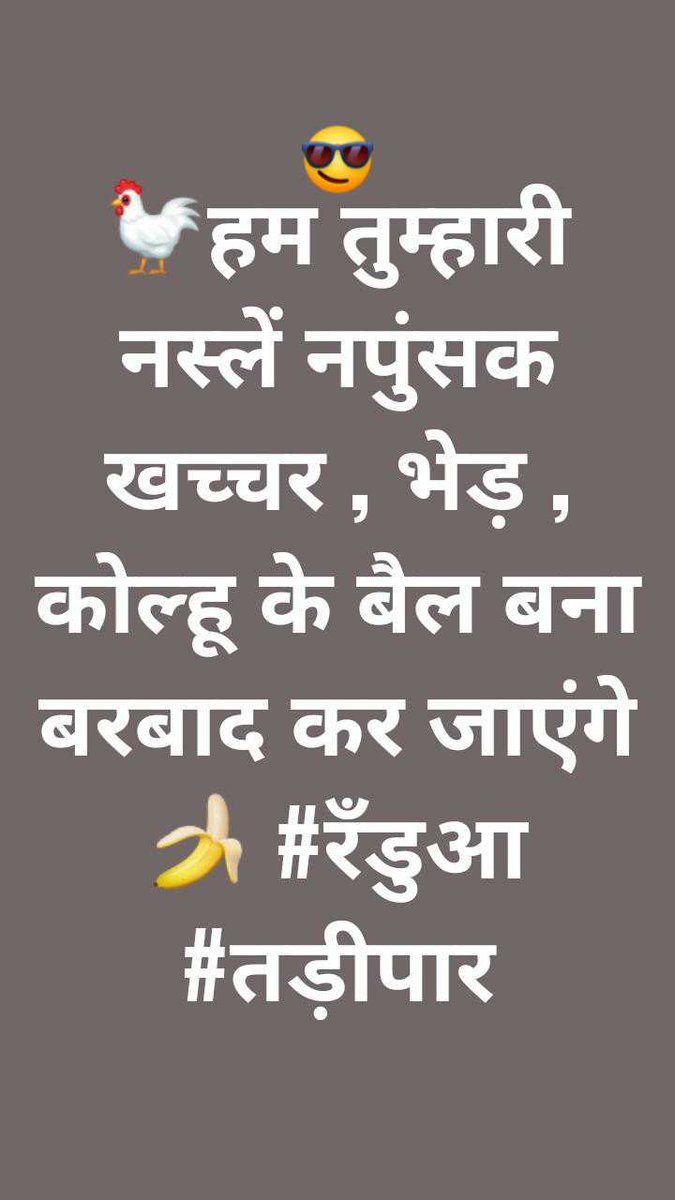 😎
🐓हम तुम्हारी
नस्लें नपुंसक
खच्चर , भेड़ ,
कोल्हू के बैल बना
बरबाद कर जाएंगे
🍌 #रँडुआ
#तड़ीपार